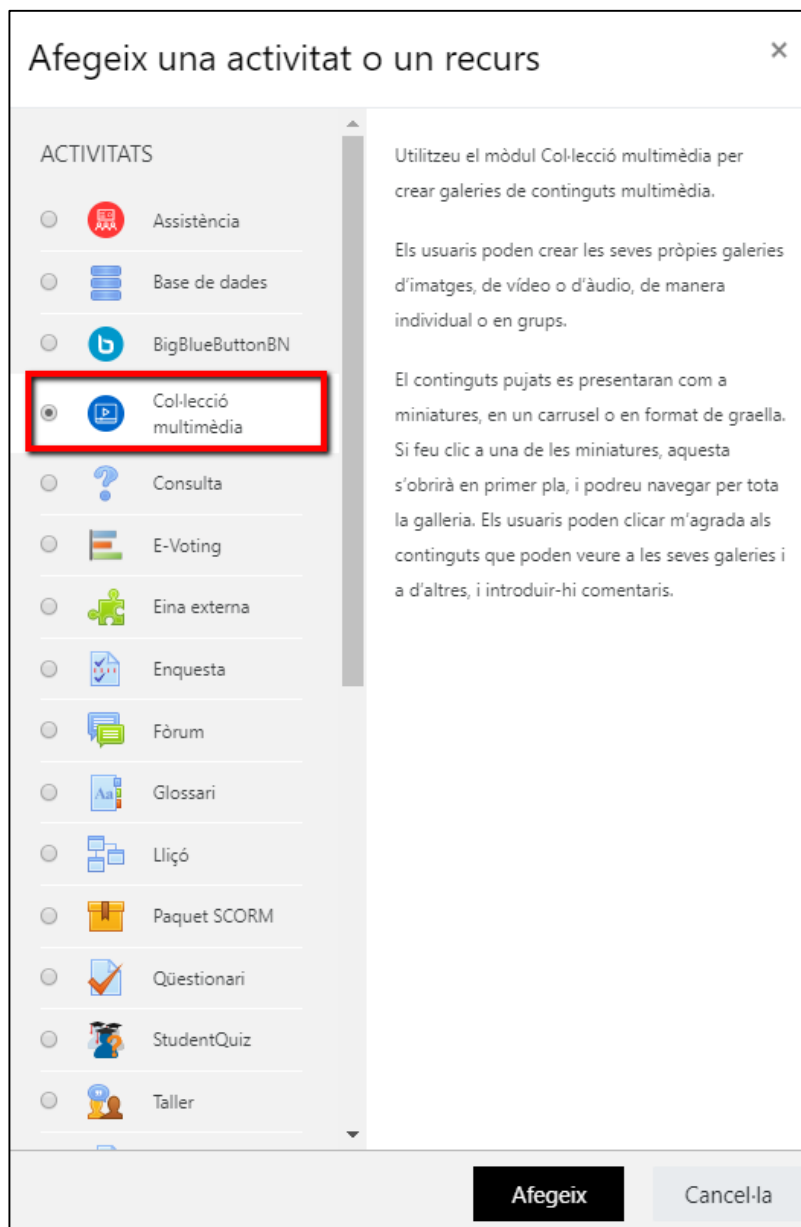 Afegeix una activitat o un recurs
×
ACTIVITATS
Assistència
Base de dades
BigBlueButtonBN
Col·lecció
multimèdia
Consulta
E-Voting
Eina externa
Enquesta
Fòrum
Glossari
Lliçó
Paquet SCORM
Qüestionari
StudentQuiz
Taller
Utilitzeu el mòdul Col·lecció multimèdia per
crear galeries de continguts multimèdia.
Els usuaris poden crear les seves pròpies galeries
d'imatges, de vídeo o d'àudio, de manera
individual o en grups.
El continguts pujats es presentaran com a
miniatures, en un carrusel o en format de graella.
Si feu clic a una de les miniatures, aquesta
s'obrirà en primer pla, i podreu navegar per tota
la galleria. Els usuaris poden clicar m'agrada als
continguts que poden veure a les seves galeries i
a d'altres, i introduir-hi comentaris.
Afegeix
Cancel·la